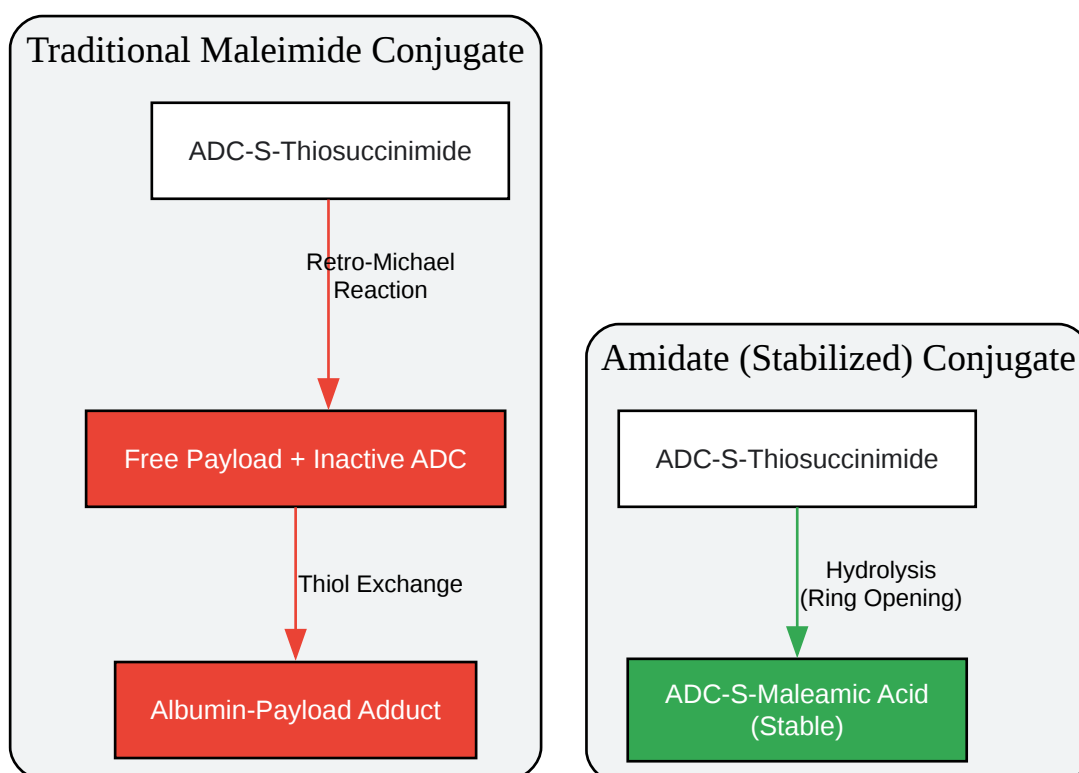 Traditional Maleimide Conjugate
ADC-S-Thiosuccinimide
Retro-Michael
Reaction
Free Payload + Inactive ADC
Thiol Exchange
Albumin-Payload Adduct
Amidate (Stabilized) Conjugate
ADC-S-Thiosuccinimide
Hydrolysis
(Ring Opening)
ADC-S-Maleamic Acid
(Stable)